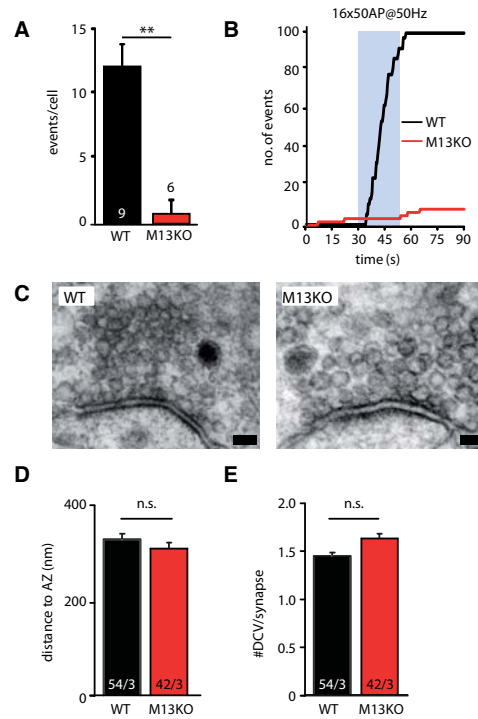 A
**
events/cell
15
10
5
0
9
6
WT
M13KO
B
16x50AP@50Hz
no. of events
100
80
60
40
20
0
WT
M13KO
0 15 30 45 60 75 90
time (s)
C
WT
M13KO
D
n.s.
distance to AZ (nm)
400
200
0
54/3
42/3
WT
M13KO
E
n.s.
#DCV/synapse
2.0
1.5
1.0
0.5
0.0
54/3
42/3
WT
M13KO